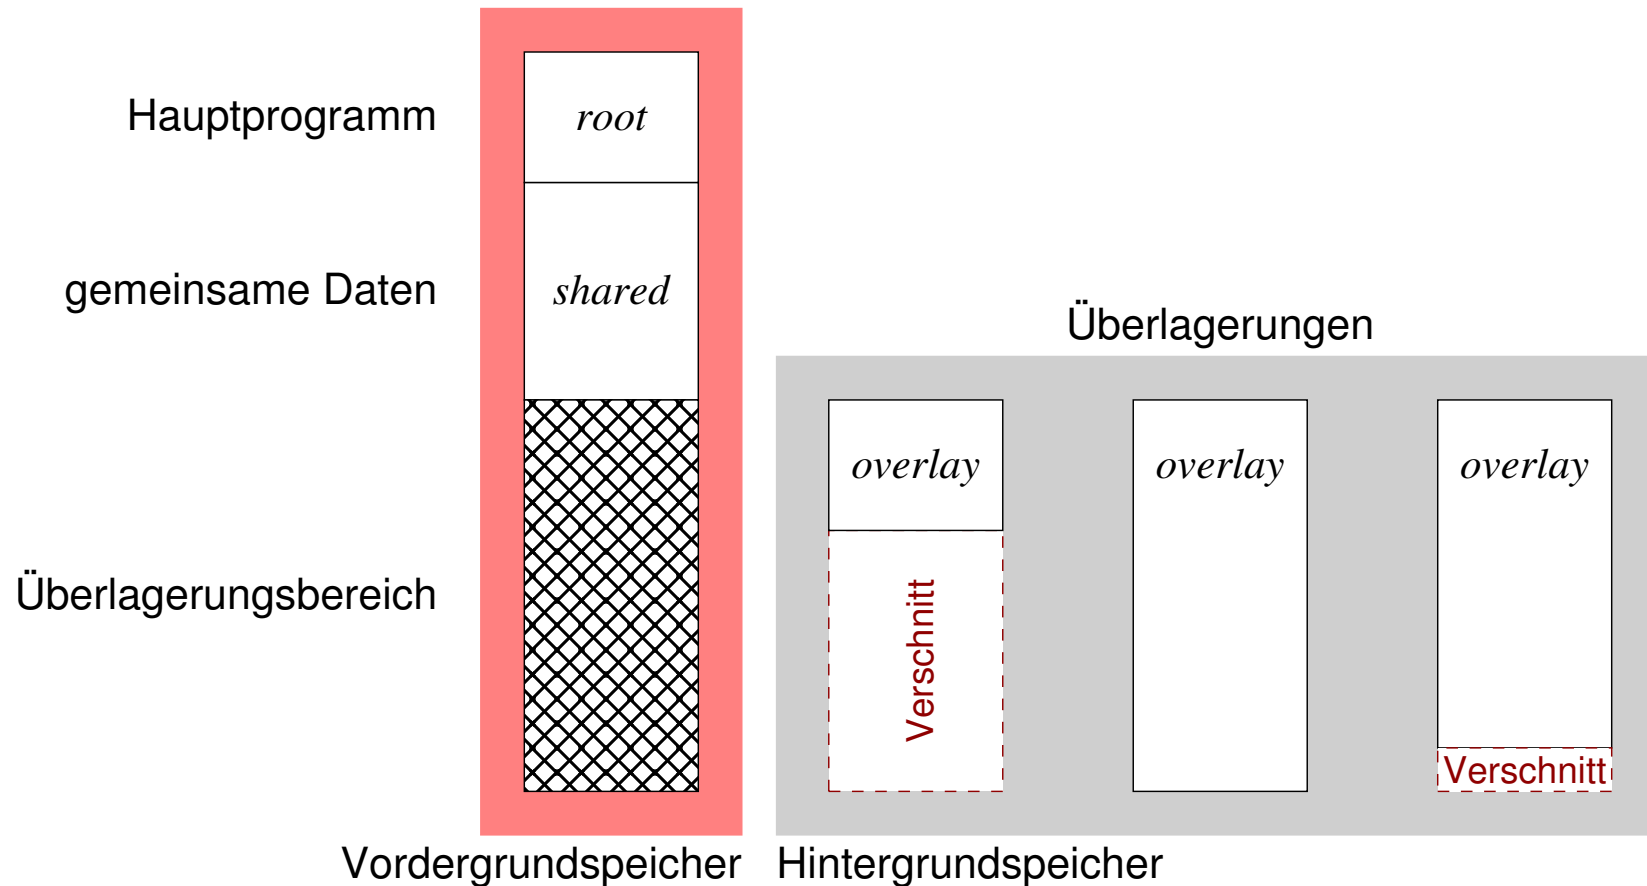 Hauptprogramm
root
gemeinsame Daten
shared
Überlagerungsbereich
Vordergrundspeicher
Überlagerungen
overlay
overlay
overlay
Verschnitt
Verschnitt
Hintergrundspeicher